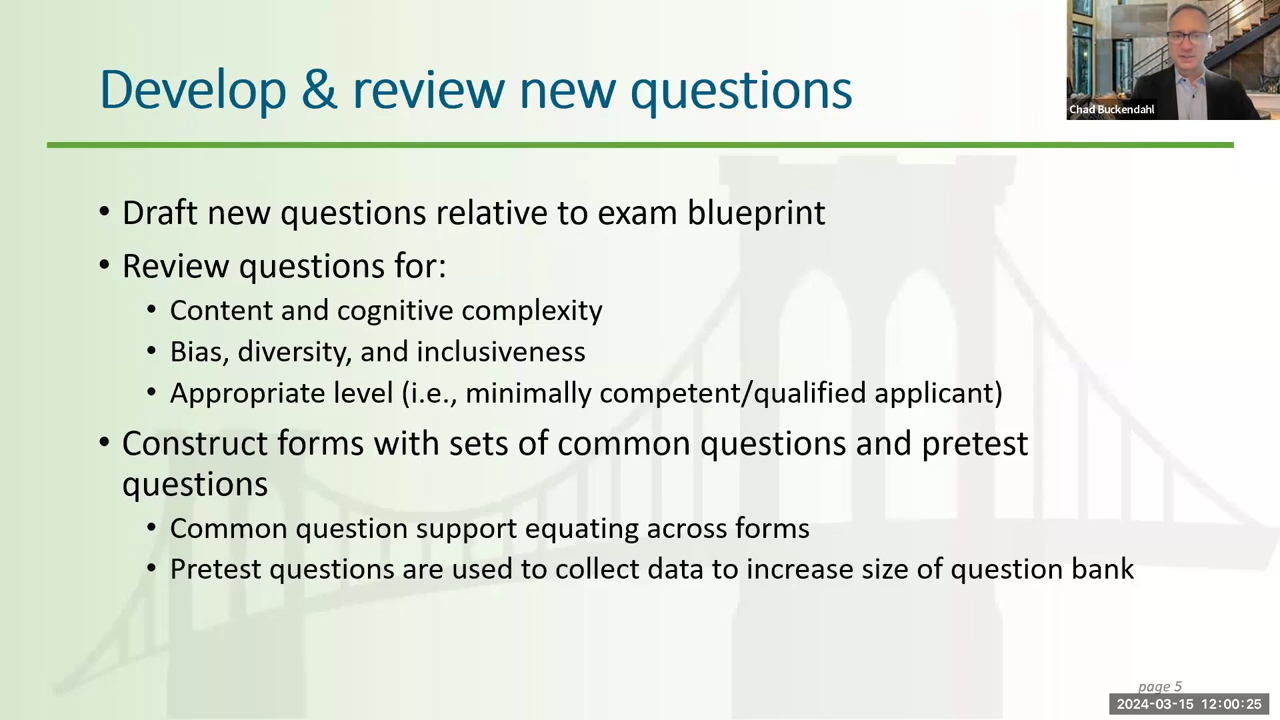 Develop & review new questions
Chad Buckendahl
• Draft new questions relative to exam blueprint
• Review questions for:
• Content and cognitive complexity
• Bias, diversity, and inclusiveness
• Appropriate level (i.e., minimally competent/qualified applicant)
• Construct forms with sets of common questions and pretest
questions
• Common question support equating across forms
• Pretest questions are used to collect data to increase size of question bank
page 5
2024-03-15 12:00:25